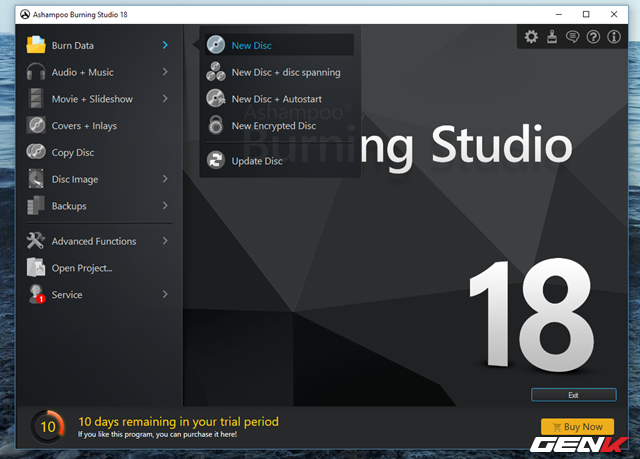 Ashampoo Burning Studio 18
Burn Data
Audio + Music
Movie + Slideshow
Covers + Inlays
Copy Disc
Disc Image
Backups
Advanced Functions
Open Project...
Service
1
New Disc
New Disc + disc spanning
New Disc + Autostart
New Encrypted Disc
Update Disc
Ashampoo
Burning Studio
18
Exit
10
10 days remaining in your trial period
If you like this program, you can purchase it here!
Buy Now
GENK